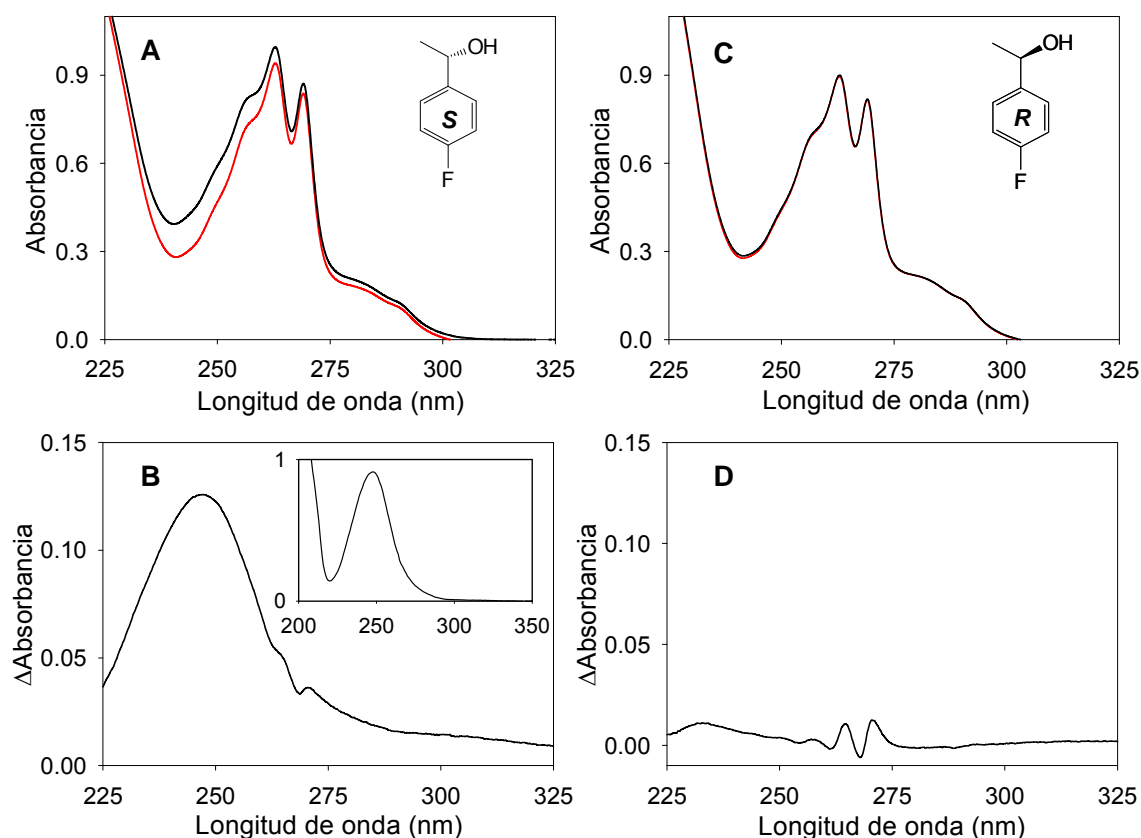 A
OH
S
F
0.9
0.6
0.3
0.0
Absorbancia
225 250 275 300 325
Longitud de onda (nm)
C
OH
R
F
0.9
0.6
0.3
0.0
Absorbancia
225 250 275 300 325
Longitud de onda (nm)
B
0.15
0.10
0.05
0.00
ΔAbsorbancia
1
0
200 250 300 350
225 250 275 300 325
Longitud de onda (nm)
D
0.15
0.10
0.05
0.00
ΔAbsorbancia
225 250 275 300 325
Longitud de onda (nm)